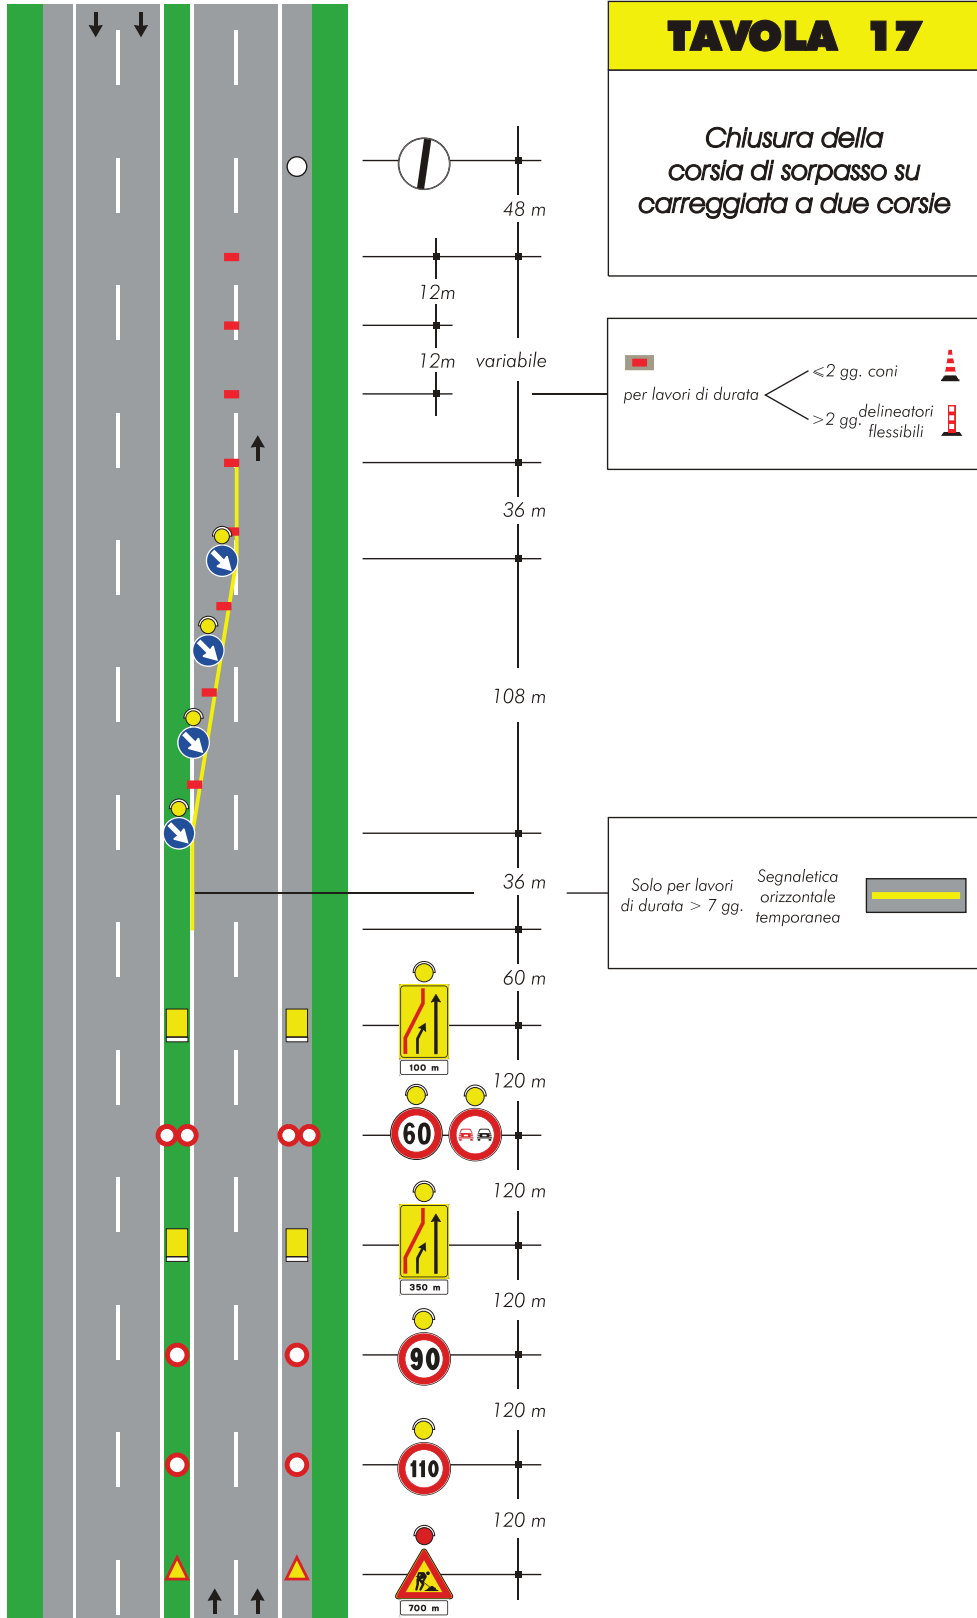 TAVOLA 17
Chiusura della
corsia di sorpasso su
carreggiata a due corsie
48 m
12m
12m
variabile
per lavori di durata
⩽2 gg. coni
>2 gg. delineatori
flessibili
36 m
108 m
36 m
Solo per lavori
di durata > 7 gg.
Segnaletica
orizzontale
temporanea
60 m
100 m
120 m
60
120 m
350 m
120 m
90
120 m
110
120 m
700 m